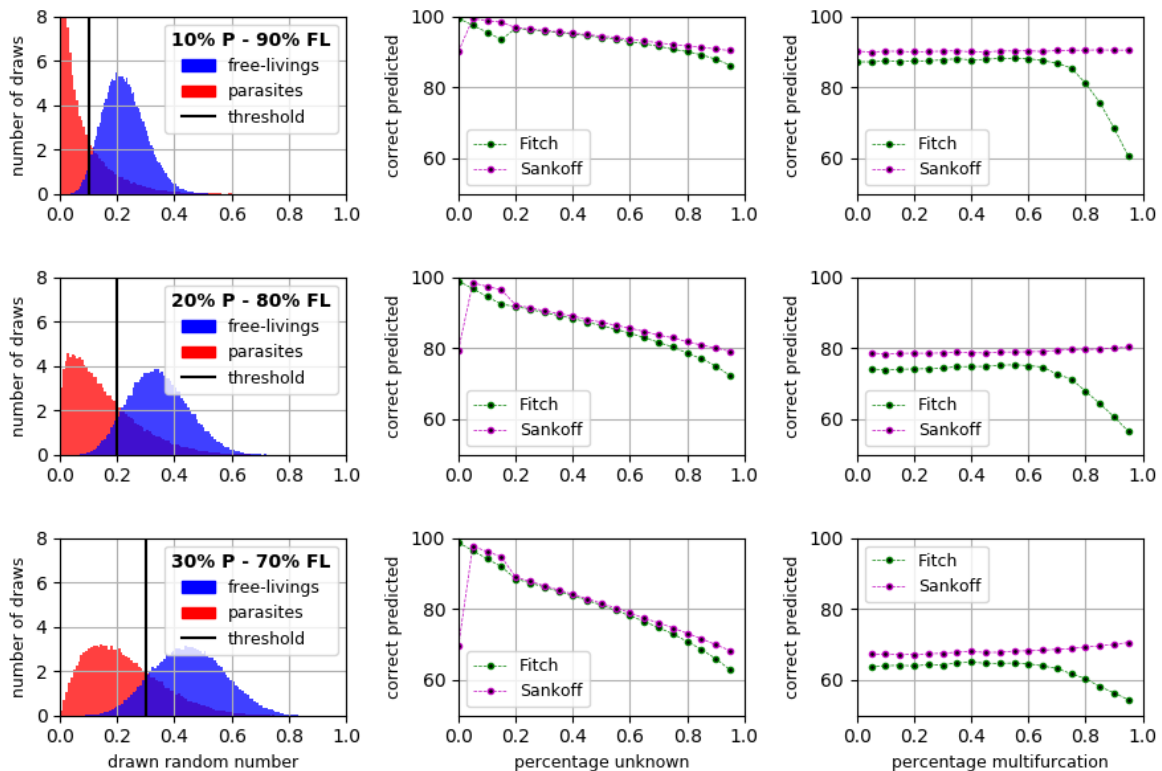 number of draws
8
6
4
2
0
0.0 0.2 0.4 0.6 0.8 1.0
10% P - 90% FL
free-livings
parasites
threshold
correct predicted
100
80
60
0.0 0.2 0.4 0.6 0.8 1.0
Fitch
Sankoff
correct predicted
100
80
60
0.0 0.2 0.4 0.6 0.8 1.0
Fitch
Sankoff
number of draws
8
6
4
2
0
0.0 0.2 0.4 0.6 0.8 1.0
20% P - 80% FL
free-livings
parasites
threshold
correct predicted
100
80
60
0.0 0.2 0.4 0.6 0.8 1.0
Fitch
Sankoff
correct predicted
100
80
60
0.0 0.2 0.4 0.6 0.8 1.0
Fitch
Sankoff
number of draws
8
6
4
2
0
0.0 0.2 0.4 0.6 0.8 1.0
drawn random number
30% P - 70% FL
free-livings
parasites
threshold
correct predicted
100
80
60
0.0 0.2 0.4 0.6 0.8 1.0
percentage unknown
Fitch
Sankoff
correct predicted
100
80
60
0.0 0.2 0.4 0.6 0.8 1.0
percentage multifurcation
Fitch
Sankoff